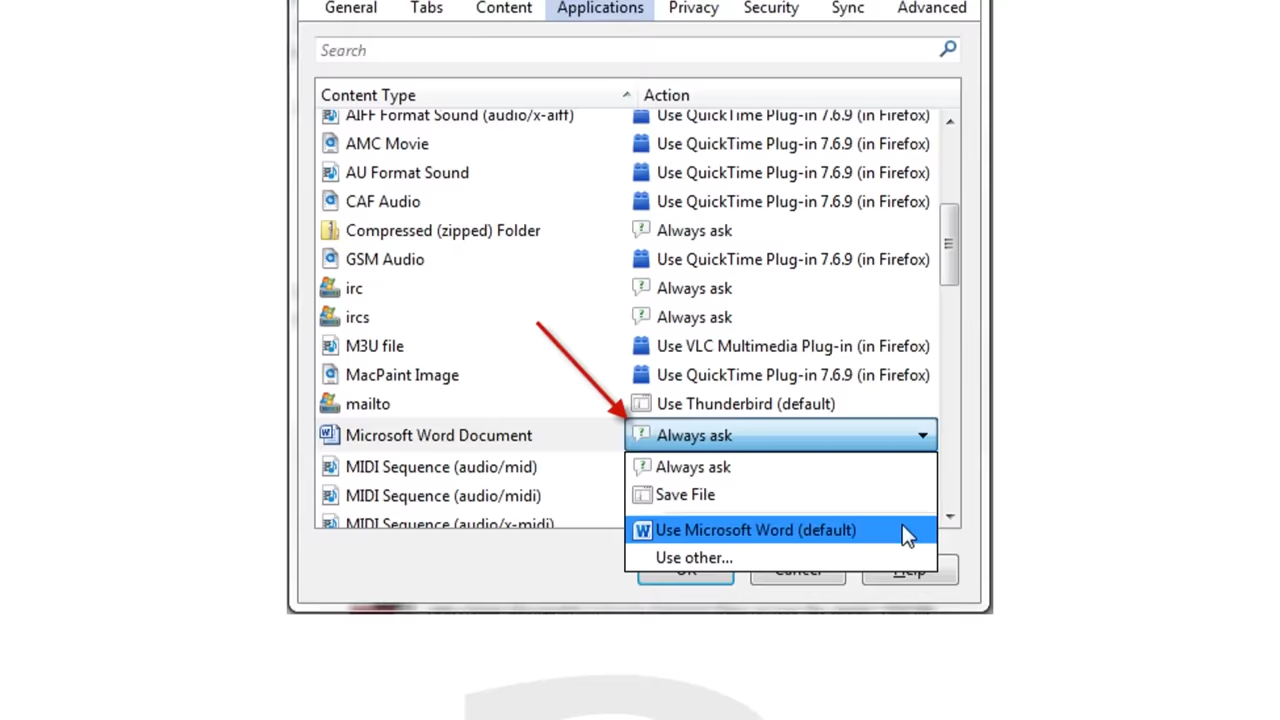 General Tabs Content Applications Privacy Security Sync Advanced
Search
Content Type Action
AIFF Format Sound (audio/x-aiff) Use QuickTime Plug-in 7.6.9 (in Firefox)
AMC Movie Use QuickTime Plug-in 7.6.9 (in Firefox)
AU Format Sound Use QuickTime Plug-in 7.6.9 (in Firefox)
CAF Audio Use QuickTime Plug-in 7.6.9 (in Firefox)
Compressed (zipped) Folder Always ask
GSM Audio Use QuickTime Plug-in 7.6.9 (in Firefox)
irc Always ask
ircs Always ask
M3U file Use VLC Multimedia Plug-in (in Firefox)
MacPaint Image Use QuickTime Plug-in 7.6.9 (in Firefox)
mailto Use Thunderbird (default)
Microsoft Word Document Always ask
MIDI Sequence (audio/mid) Always ask
MIDI Sequence (audio/midi) Save File
MIDI Sequence (audio/x-midi) Use Microsoft Word (default)
Use other...
OK Cancel Help